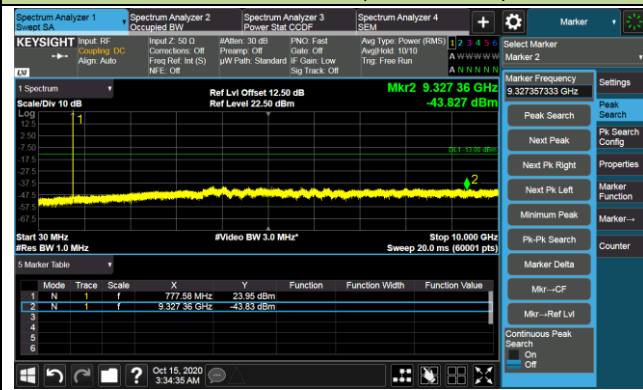 Spectrum Analyzer 1
Swept SA
Spectrum Analyzer 2
Occupied BW
Spectrum Analyzer 3
Power Stat CCDF
Spectrum Analyzer 4
SEM
+
Marker
KEYSIGHT
Input: RF
Coupling: DC
Align: Auto
Input Z: 50 Ω
Corrections: Off
Freq Ref: Int (S)
NFE: Off
#Atten: 30 dB
Preamp: Off
µW Path: Standard
PNO: Fast
Gate: Off
IF Gain: Low
Sig Track: Off
Avg Type: Power (RMS)
Avg|Hold: 10/10
Trig: Free Run
1 2 3 4 5 6
A W W W W W
A N N N N N
LXI
Select Marker
Marker 2
Marker Frequency
9.327357333 GHz
Peak Search
Next Peak
Next Pk Right
Next Pk Left
Minimum Peak
Pk-Pk Search
Marker Delta
Mkr→CF
Mkr→Ref Lvl
Continuous Peak
Search
On
Off
Settings
Peak
Search
Pk Search
Config
Properties
Marker
Function
Marker→
Counter
1 Spectrum
Scale/Div 10 dB
Ref Lvl Offset 12.50 dB
Ref Level 22.50 dBm
Mkr2 9.327 36 GHz
-43.827 dBm
Log
12.5
2.50
-7.50
-17.5
-27.5
-37.5
-47.5
-57.5
-67.5
1
DL1 -13.00 dBm
2
Start 30 MHz
#Res BW 1.0 MHz
#Video BW 3.0 MHz*
Stop 10.000 GHz
Sweep 20.0 ms (60001 pts)
5 Marker Table
Mode Trace Scale X Y Function Function Width Function Value
1 N 1 f 777.58 MHz 23.95 dBm
2 N 1 f 9.327 36 GHz -43.83 dBm
3
4
5
6
?
Oct 15, 2020
3:34:35 AM